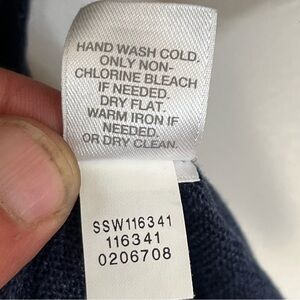 HAND WASH COLD.
ONLY NON-
CHLORINE BLEACH
IF NEEDED.
DRY FLAT.
WARM IRON IF
NEEDED.
OR DRY CLEAN.
SSW116341
116341
0206708